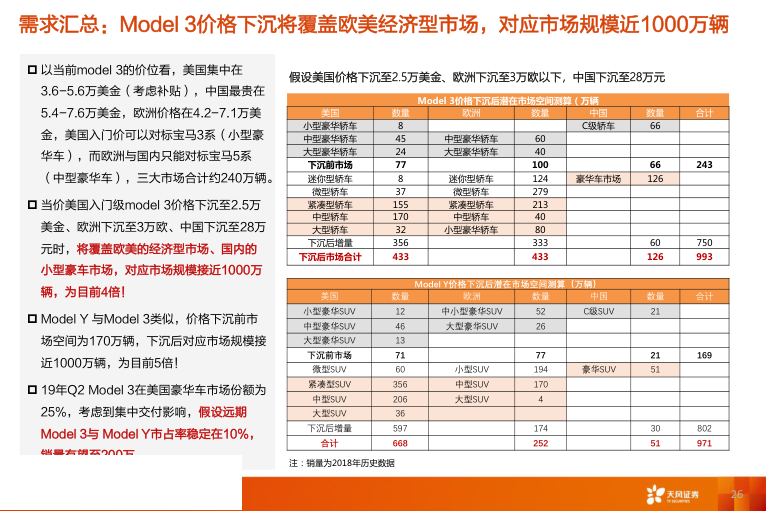 需求汇总：Model 3价格下沉将覆盖欧美经济型市场，对应市场规模近1000万辆
以当前model 3的价位看，美国集中在
3.6-5.6万美金（考虑补贴），中国最贵在
5.4-7.6万美金，欧洲价格在4.2-7.1万美
金，美国入门价可以对标宝马3系（小型豪
华车），而欧洲与国内只能对标宝马5系
（中型豪华车），三大市场合计约240万辆。
当价美国入门级model 3价格下沉至2.5万
美金、欧洲下沉至3万欧、中国下沉至28万
元时，将覆盖欧美的经济型市场、国内的
小型豪车市场，对应市场规模接近1000万
辆，为目前4倍！
Model Y 与Model 3类似，价格下沉前市
场空间为170万辆，下沉后对应市场规模接
近1000万辆，为目前5倍！
19年Q2 Model 3在美国豪华车市场份额为
25%，考虑到集中交付影响，假设远期
Model 3与 Model Y市占率稳定在10%，
销量有望至200万
假设美国价格下沉至2.5万美金、欧洲下沉至3万欧以下，中国下沉至28万元
Model 3价格下沉后潜在市场空间测算（万辆
美国 数量 欧洲 数量 中国 数量 合计
小型豪华轿车 8 C级轿车 66
中型豪华轿车 45 中型豪华轿车 60
大型豪华轿车 24 大型豪华轿车 40
下沉前市场 77 100 66 243
迷你型轿车 8 迷你型轿车 124 豪华车市场 126
微型轿车 37 微型轿车 279
紧凑型轿车 155 紧凑型轿车 213
中型轿车 170 中型轿车 40
大型轿车 32 小型豪华轿车 80
下沉后增量 356 333 60 750
下沉后市场合计 433 433 126 993
Model Y价格下沉后潜在市场空间测算（万辆）
美国 数量 欧洲 数量 中国 数量 合计
小型豪华SUV 12 中小型豪华SUV 52 C级SUV 21
中型豪华SUV 46 大型豪华SUV 26
大型豪华SUV 13
下沉前市场 71 77 21 169
微型SUV 60 小型SUV 194 豪华SUV 51
紧凑型SUV 356 中型SUV 170
中型SUV 206 大型SUV 4
大型SUV 36
下沉后增量 597 174 30 802
合计 668 252 51 971
注：销量为2018年历史数据
天风证券
TF SECURITIES
26